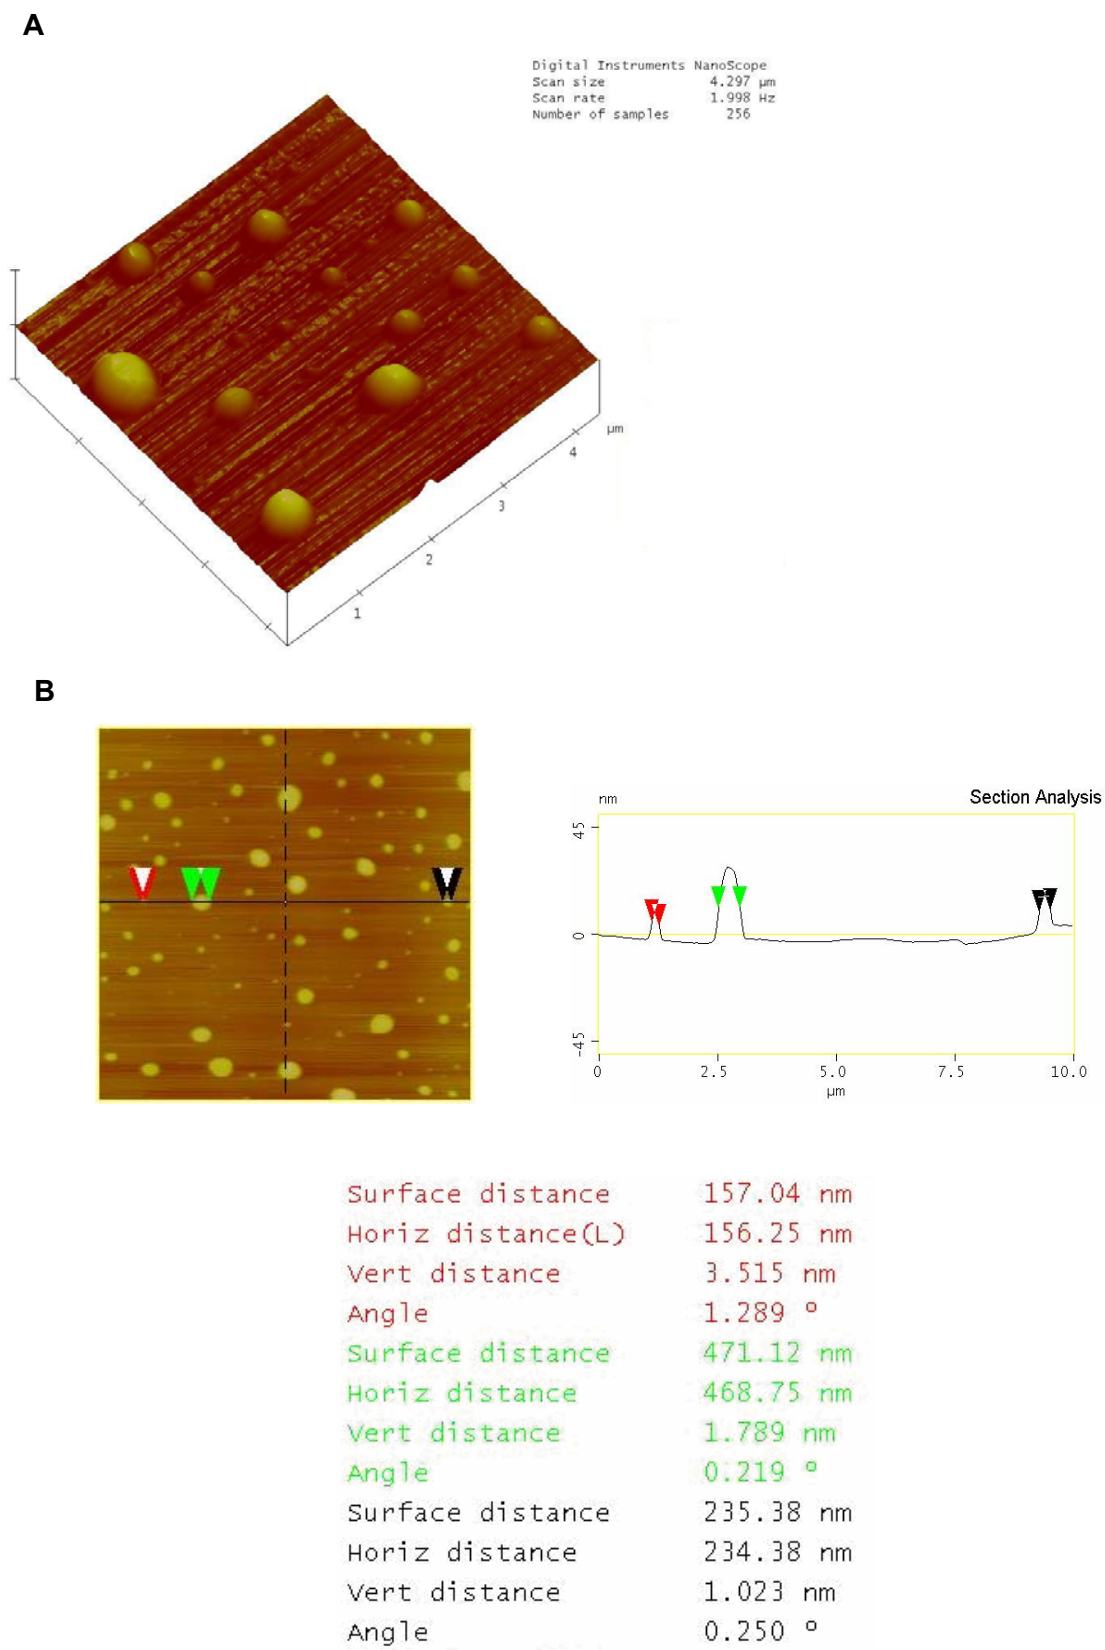 A
Digital Instruments NanoScope
Scan size 4.297 µm
Scan rate 1.998 Hz
Number of samples 256
µm
4
3
2
1
B
nm
Section Analysis
45
0
-45
0 2.5 5.0 7.5 10.0
µm
Surface distance 157.04 nm
Horiz distance(L) 156.25 nm
Vert distance 3.515 nm
Angle 1.289 °
Surface distance 471.12 nm
Horiz distance 468.75 nm
Vert distance 1.789 nm
Angle 0.219 °
Surface distance 235.38 nm
Horiz distance 234.38 nm
Vert distance 1.023 nm
Angle 0.250 °